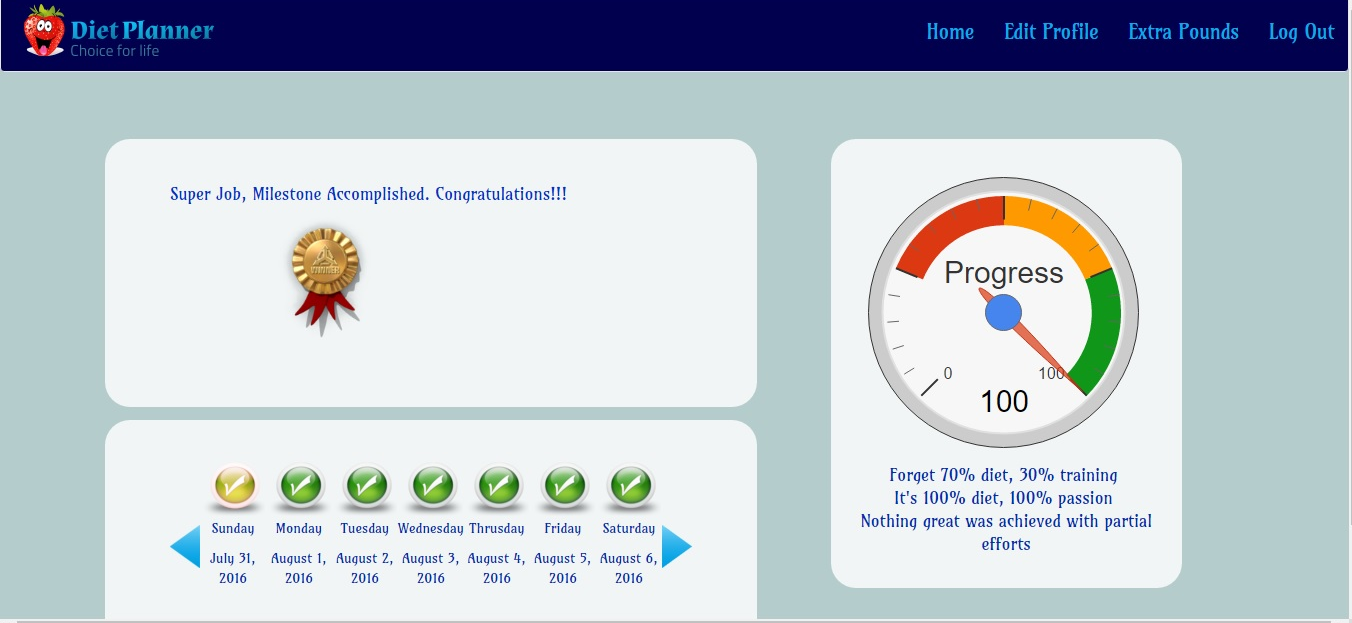 Diet Planner
Choice for life
Home Edit Profile Extra Pounds Log Out
Super Job, Milestone Accomplished. Congratulations!!!
WINNER
Progress
0 100
100
Forget 70% diet, 30% training
It's 100% diet, 100% passion
Nothing great was achieved with partial
efforts
Sunday Monday Tuesday Wednesday Thrusday Friday Saturday
July 31, August 1, August 2, August 3, August 4, August 5, August 6,
2016 2016 2016 2016 2016 2016 2016